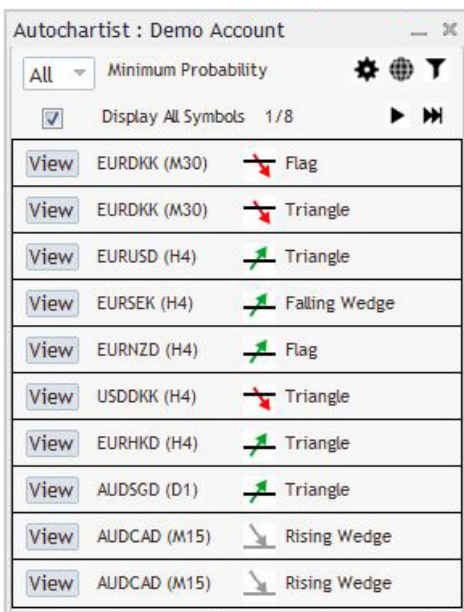 Autochartist : Demo Account
All Minimum Probability
Display All Symbols 1/8
View EURDKK (M30) Flag
View EURDKK (M30) Triangle
View EURUSD (H4) Triangle
View EURSEK (H4) Falling Wedge
View EURNZD (H4) Flag
View USDDKK (H4) Triangle
View EURHKD (H4) Triangle
View AUDSGD (D1) Triangle
View AUDCAD (M15) Rising Wedge
View AUDCAD (M15) Rising Wedge